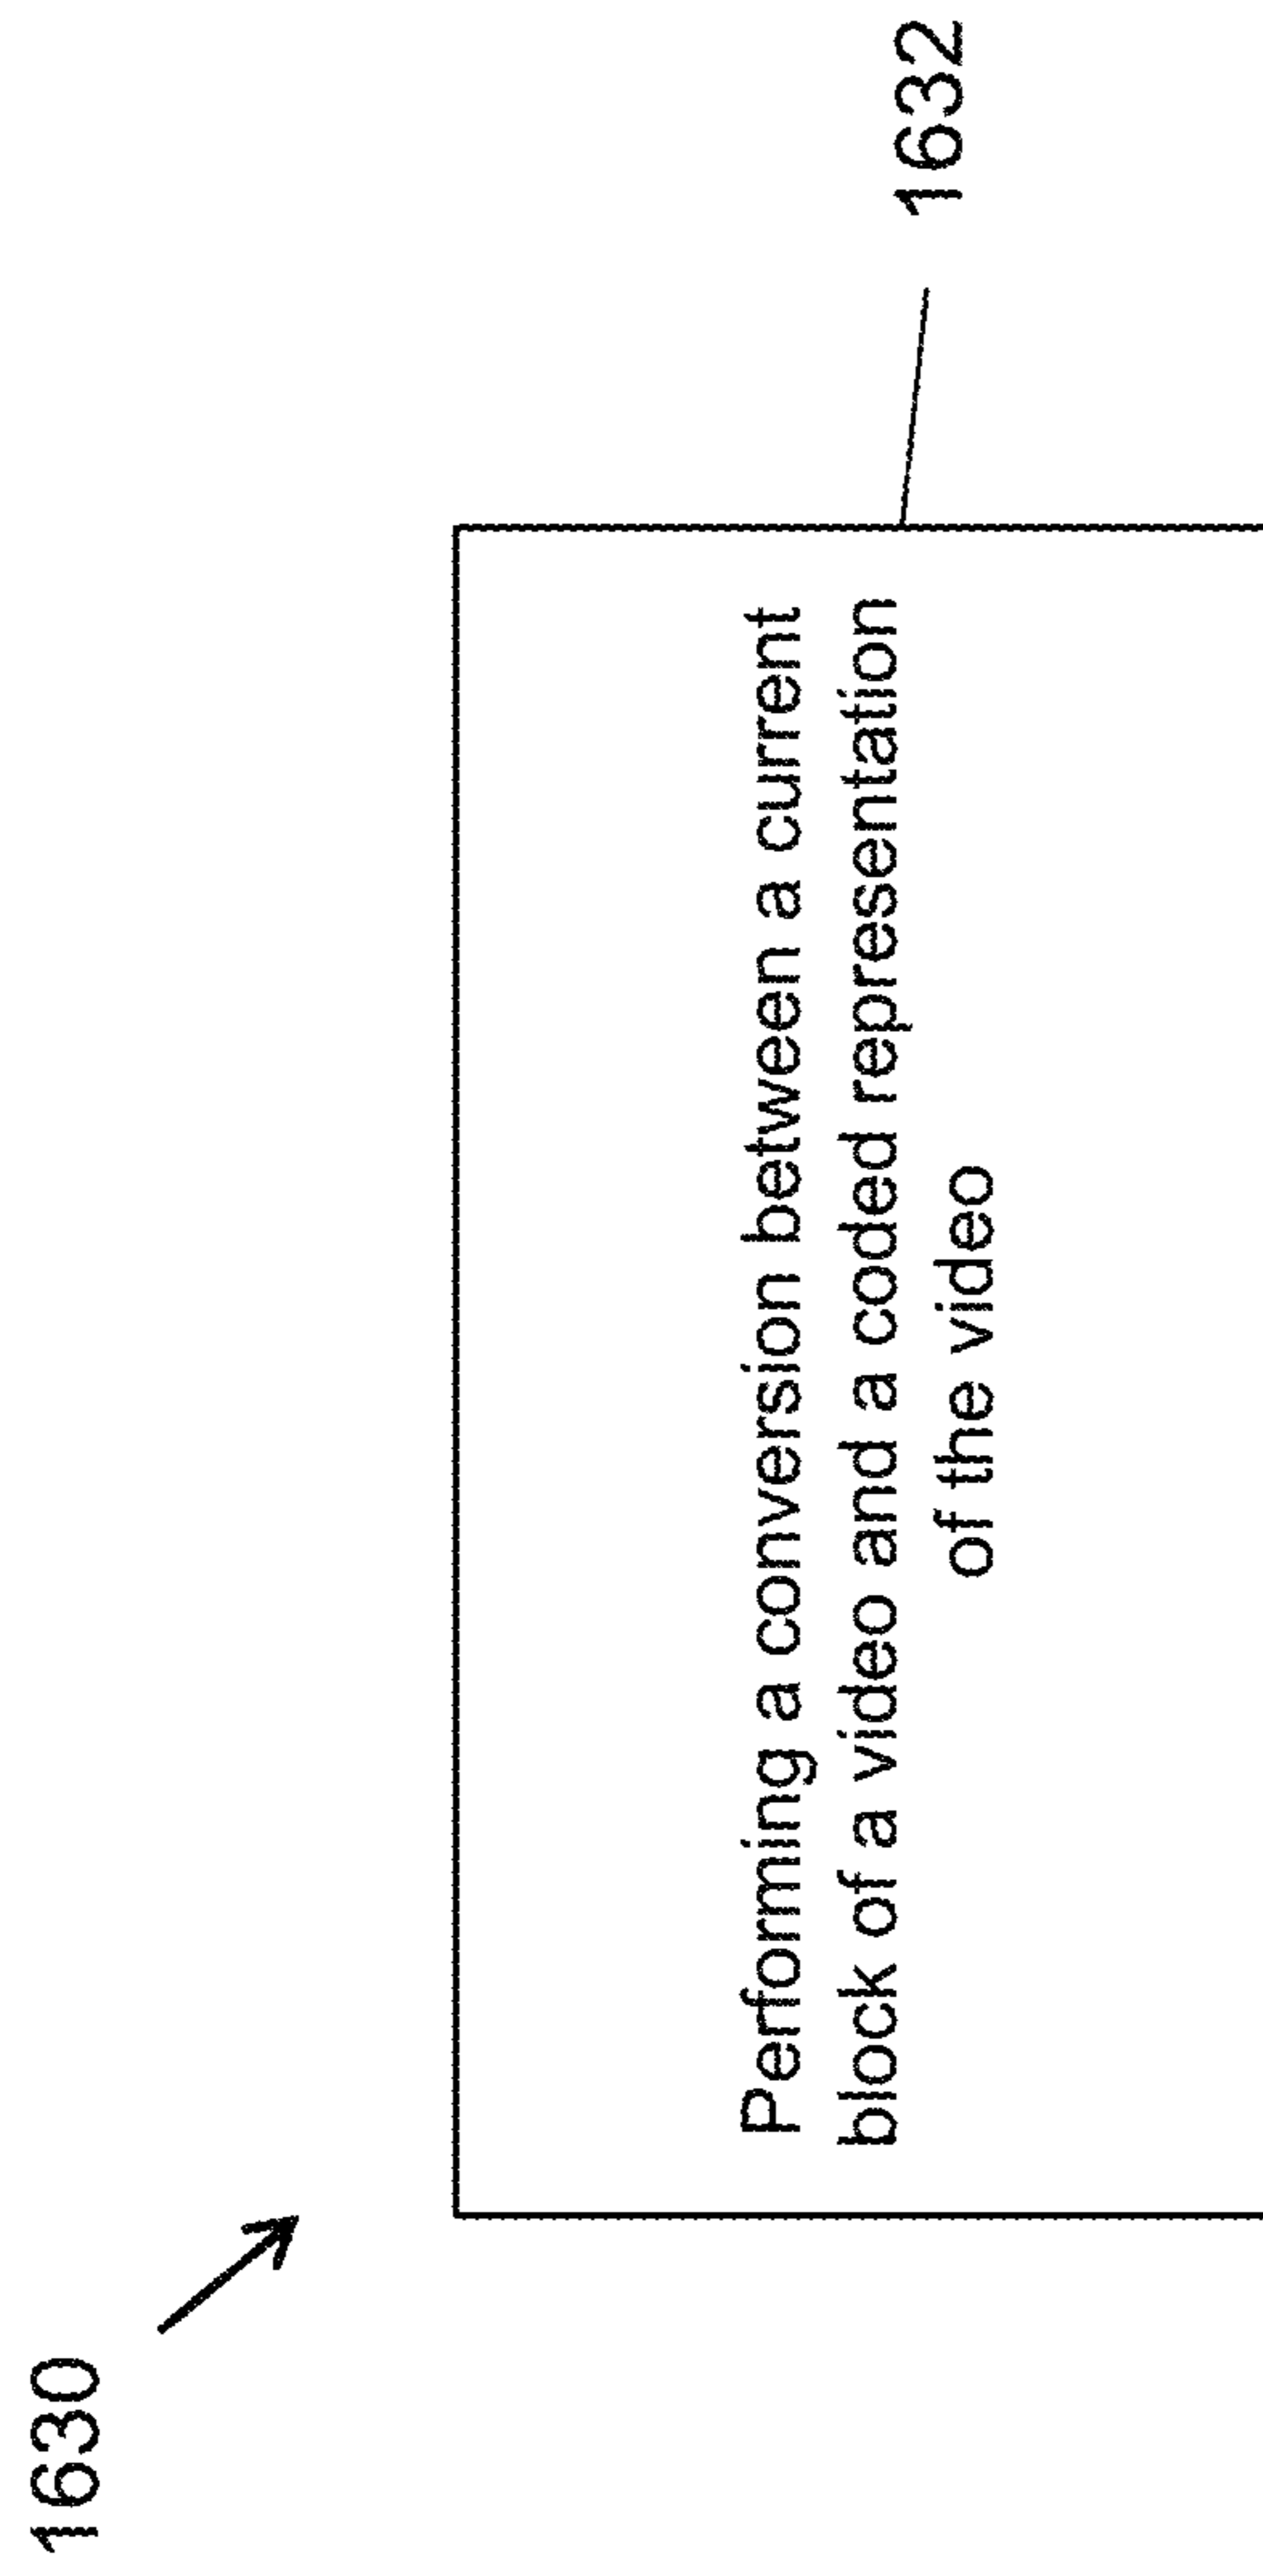 1630
Performing a conversion between a current
block of a video and a coded representation
of the video
1632